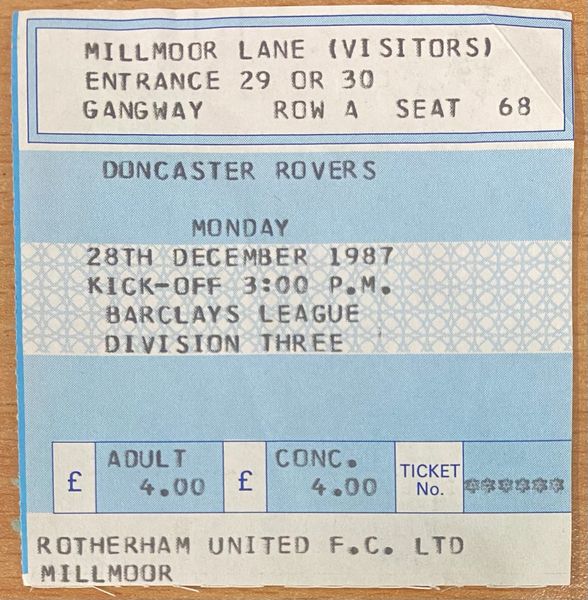 MILLMOOR LANE (VISITORS)
ENTRANCE 29 OR 30
GANGWAY ROW A SEAT 68
DONCASTER ROVERS
MONDAY
28TH DECEMBER 1987
KICK-OFF 3:00 P.M.
BARCLAYS LEAGUE
DIVISION THREE
£ ADULT 4.00 £ CONC. 4.00 TICKET No. ******
ROTHERHAM UNITED F.C. LTD
MILLMOOR